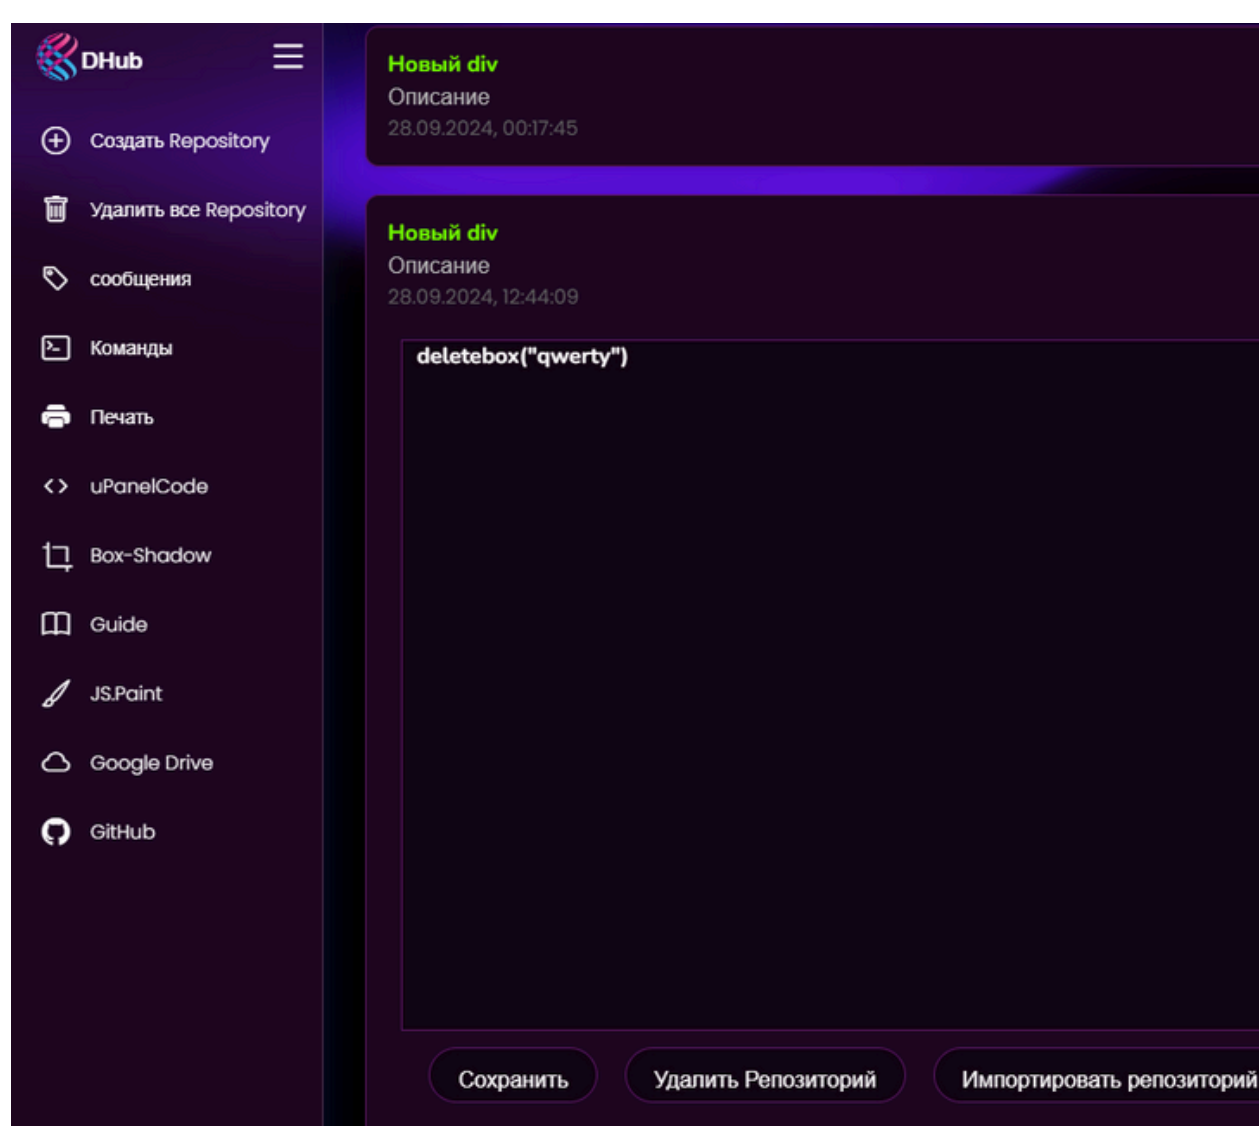 DHub
Создать Repository
Удалить все Repository
сообщения
Команды
Печать
uPanelCode
Box-Shadow
Guide
JS.Paint
Google Drive
GitHub
Новый div
Описание
28.09.2024, 00:17:45
Новый div
Описание
28.09.2024, 12:44:09
deletebox("qwerty")
Сохранить
Удалить Репозиторий
Импортировать репозиторий